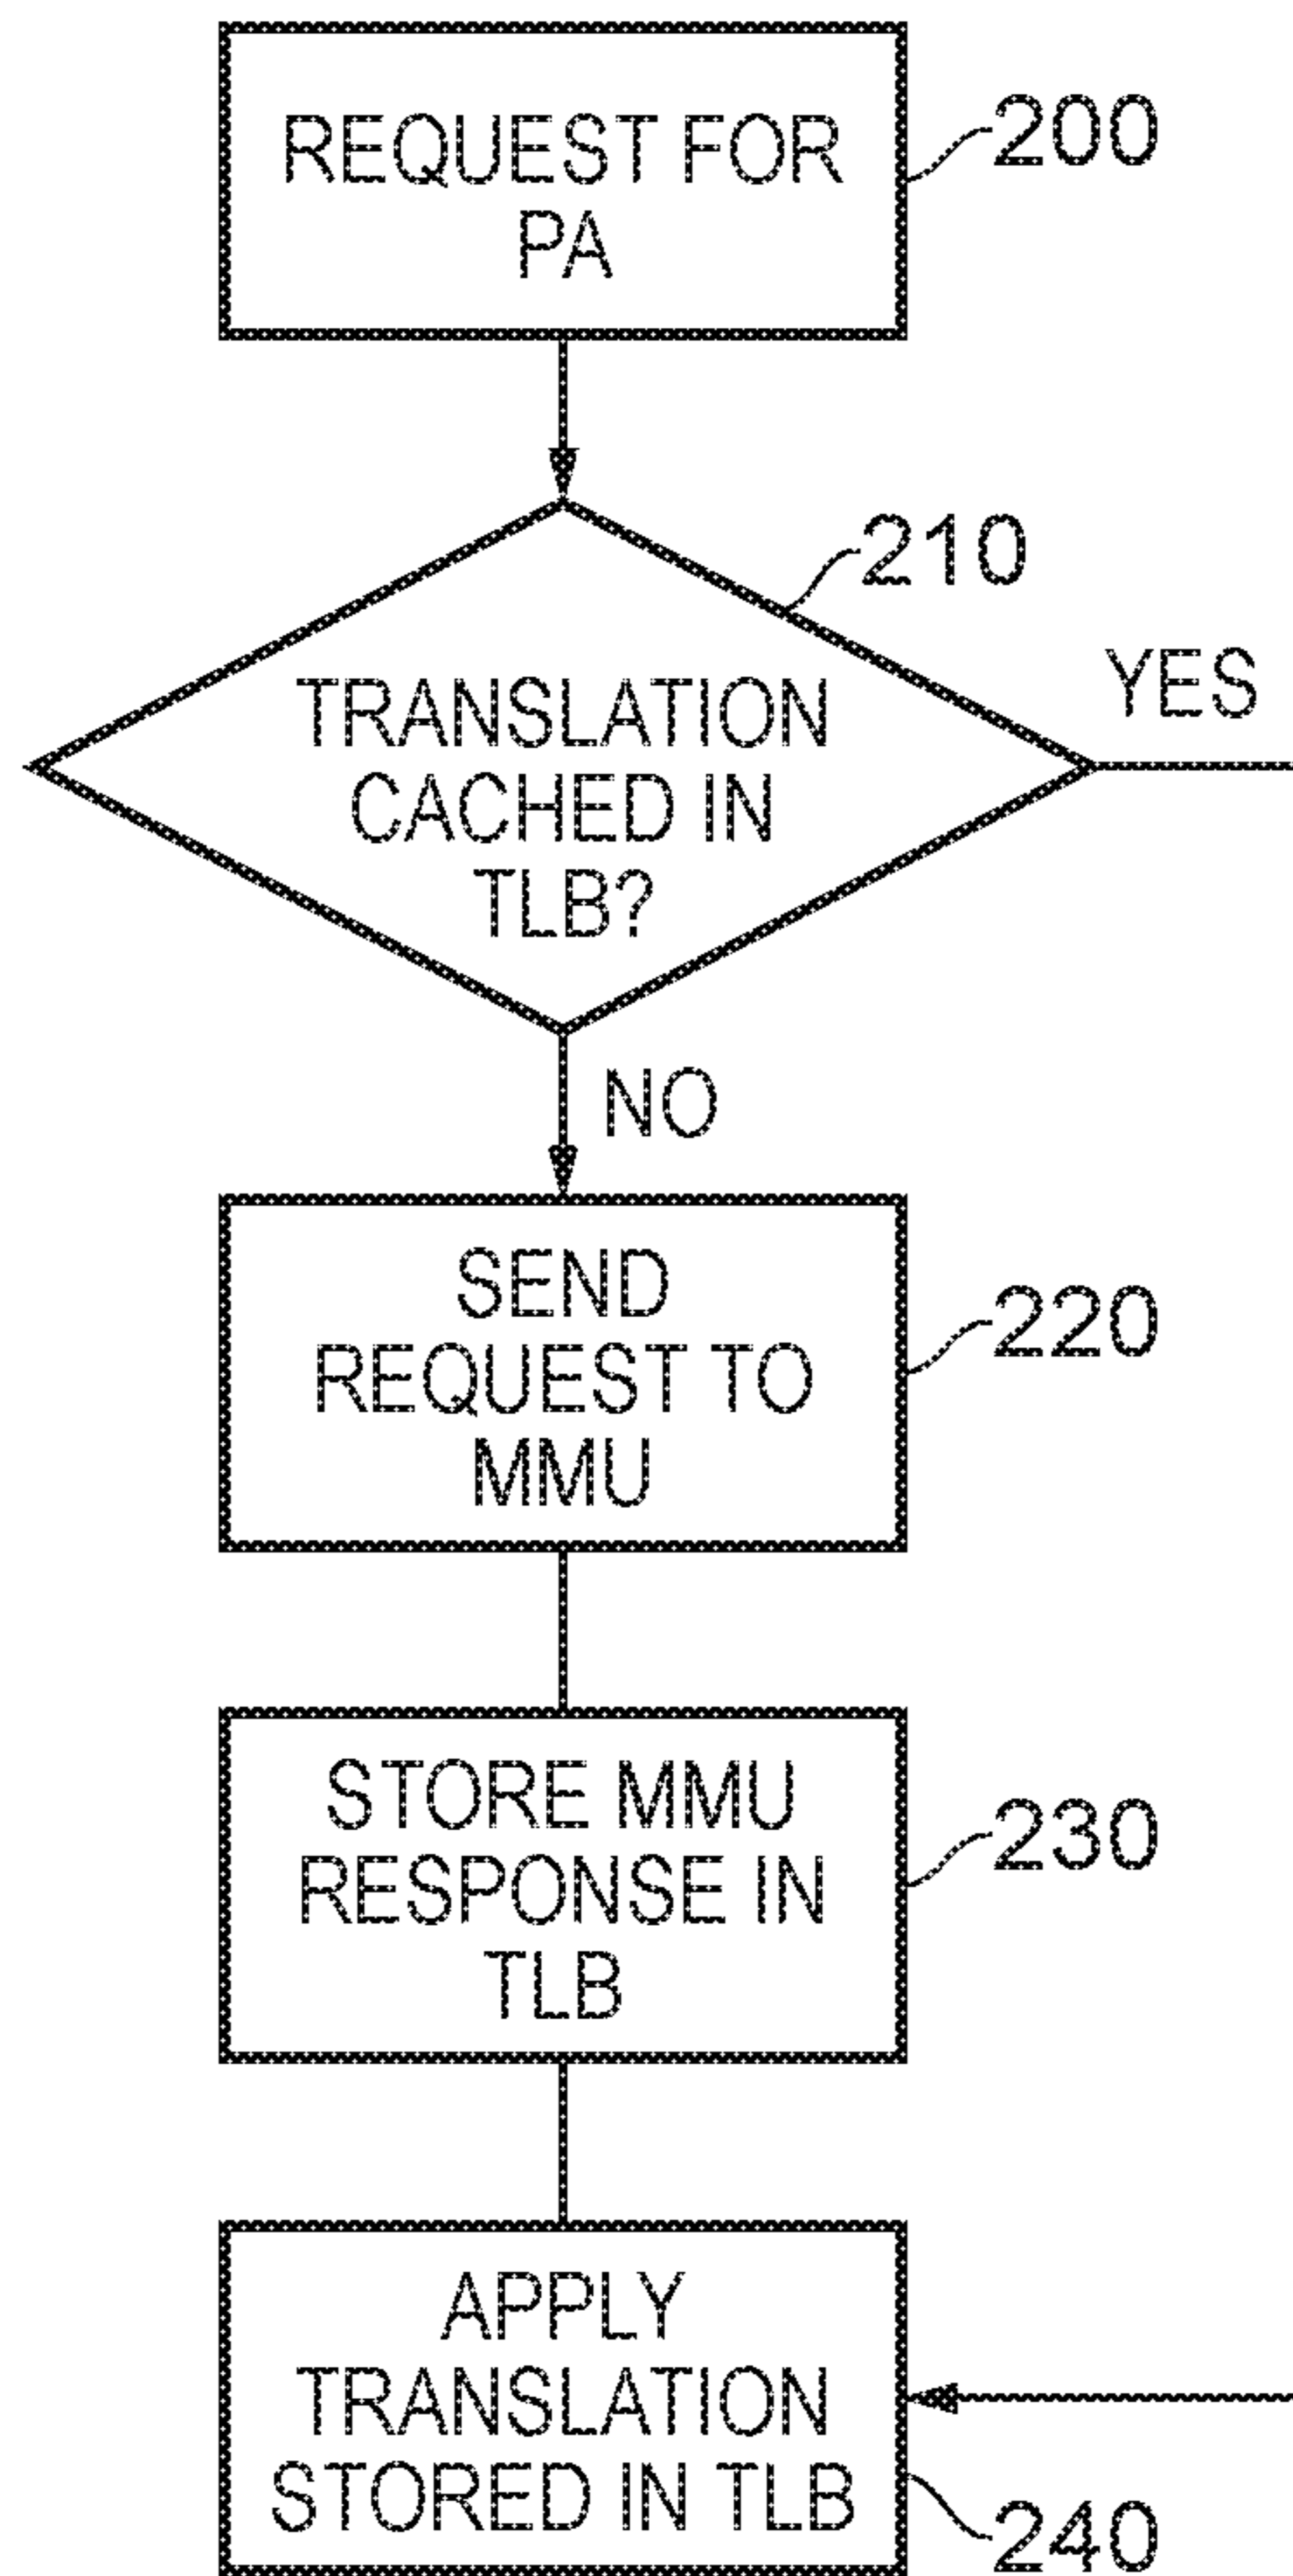 REQUEST FOR
PA
200
210
TRANSLATION
CACHED IN
TLB?
YES
NO
SEND
REQUEST TO
MMU
220
STORE MMU
RESPONSE IN
TLB
230
APPLY
TRANSLATION
STORED IN TLB
240